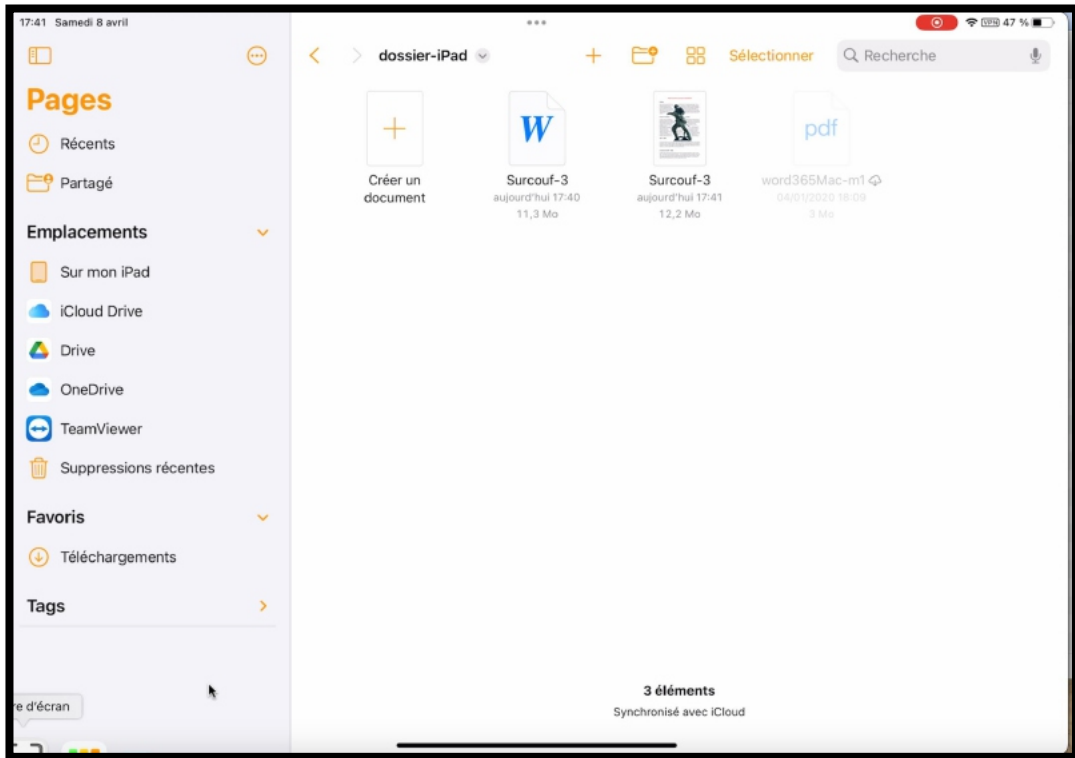 17:41 Samedi 8 avril
VPN 47 %
dossier-iPad
Sélectionner
Recherche
Pages
Récents
Partagé
Emplacements
Sur mon iPad
iCloud Drive
Drive
OneDrive
TeamViewer
Suppressions récentes
Favoris
Téléchargements
Tags
re d'écran
Créer un
document
W
Surcouf-3
aujourd'hui 17:40
11,3 Mo
Surcouf-3
aujourd'hui 17:41
12,2 Mo
pdf
word365Mac-m1
04/01/2020 16:09
3 Mo
3 éléments
Synchronisé avec iCloud